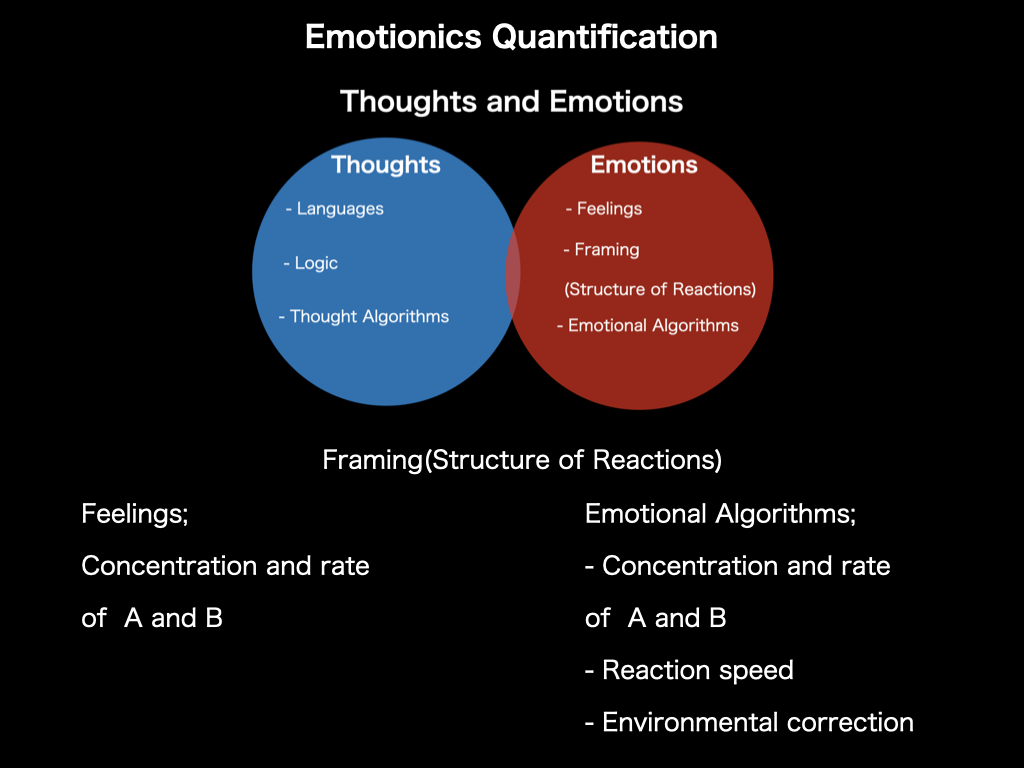 Emotionics Quantification
Thoughts and Emotions
Thoughts
- Languages
- Logic
- Thought Algorithms
Emotions
- Feelings
- Framing
(Structure of Reactions)
- Emotional Algorithms
Framing(Structure of Reactions)
Feelings;
Concentration and rate
of A and B
Emotional Algorithms;
- Concentration and rate
of A and B
- Reaction speed
- Environmental correction